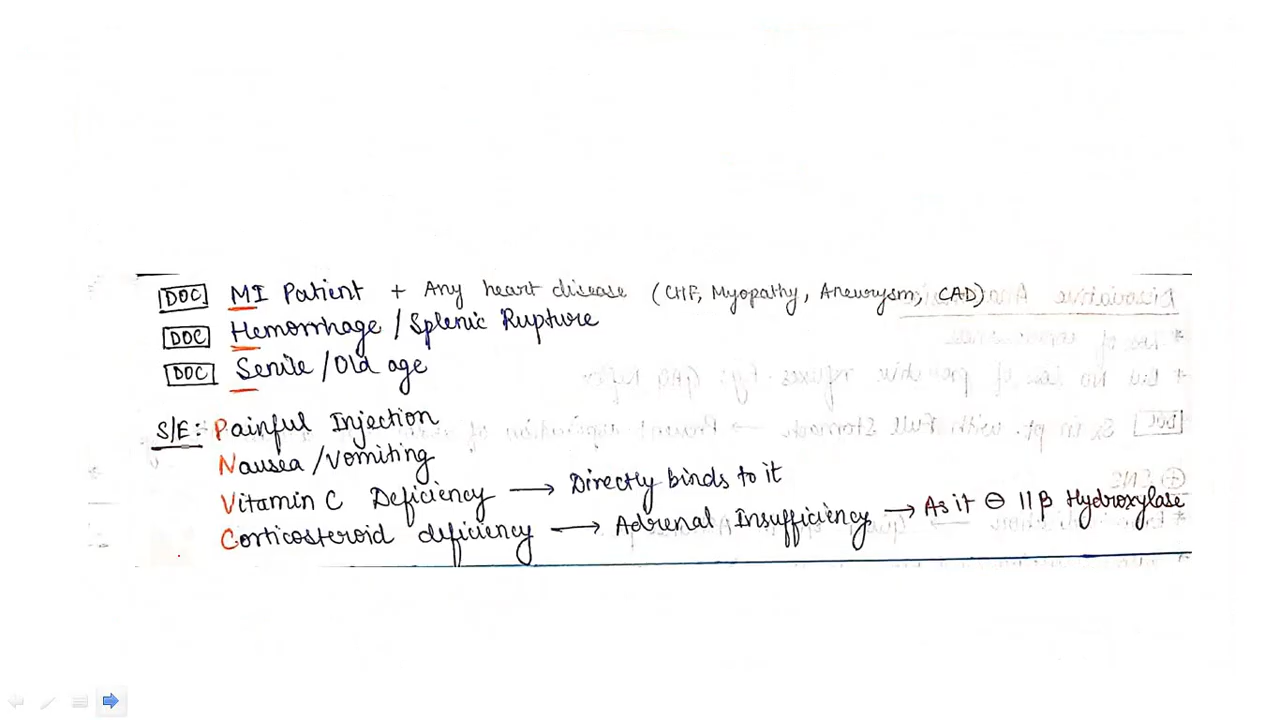 DOC MI Patient + Any heart disease (CHF, Myopathy, Aneurysm, CAD)
DOC Hemorrhage / Splenic Rupture
DOC Senile / Old age
S/E: Painful Injection
Nausea / Vomiting
Vitamin C Deficiency → Directly binds to it
Corticosteroid deficiency → Adrenal Insufficiency → As it ⊖ 11β Hydroxylase